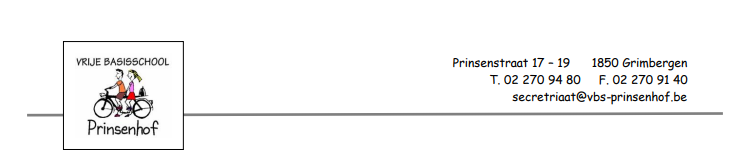 VRIJE BASISSCHOOL
Prinsenhof
Prinsenstraat 17 – 19 1850 Grimbergen
T. 02 270 94 80 F. 02 270 91 40
secretriaat@vbs-prinsenhof.be